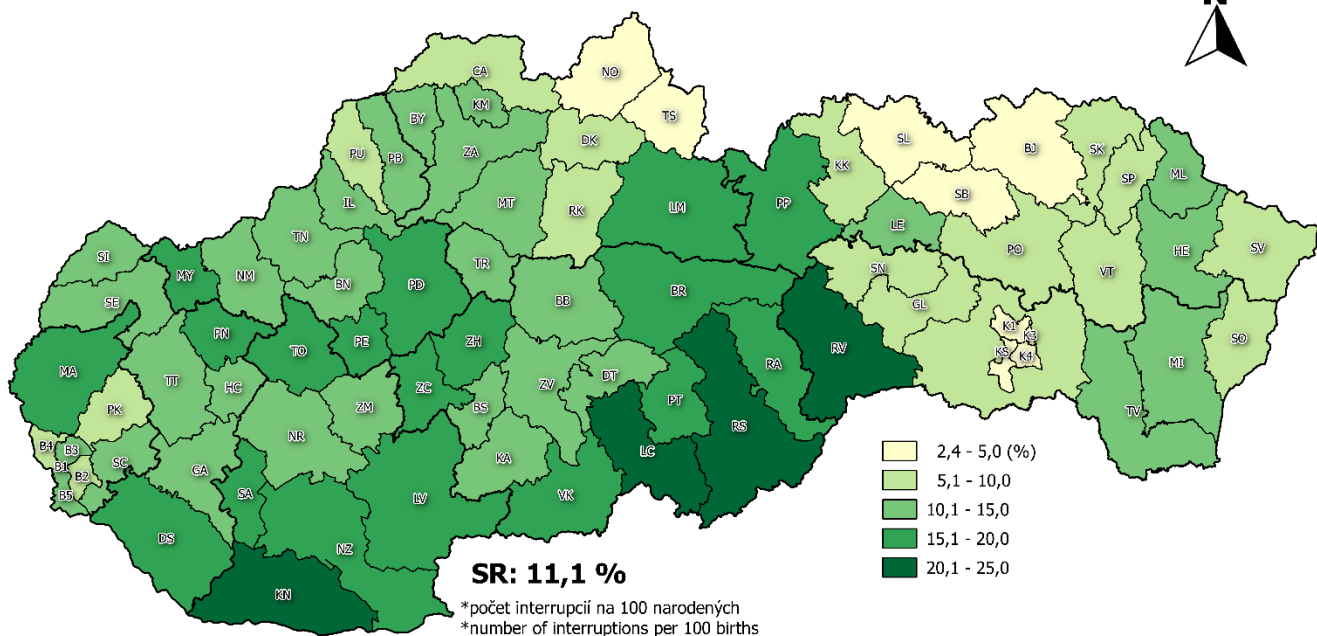 N
CA
NO
KM
BY
TS
PU
PB
ZA
DK
SL
BJ
SK
KK
SP
ML
IL
MT
RK
LM
PP
SB
LE
TN
PO
HE
SV
SI
MY
NM
TR
SN
VT
BN
PD
BR
SE
BB
GL
PN
K1
K3
TO
PE
ZH
RV
KS
K4
SO
MA
TT
HC
ZC
ZV
DT
RA
MI
PK
ZM
BS
PT
RS
TV
B4
B3
NR
B1
SC
GA
B2
KA
LC
B5
SA
LV
VK
DS
NZ
KN
2,4 - 5,0 (%)
5,1 - 10,0
10,1 - 15,0
15,1 - 20,0
20,1 - 25,0
SR: 11,1 %
*počet interrupcií na 100 narodených
*number of interruptions per 100 births